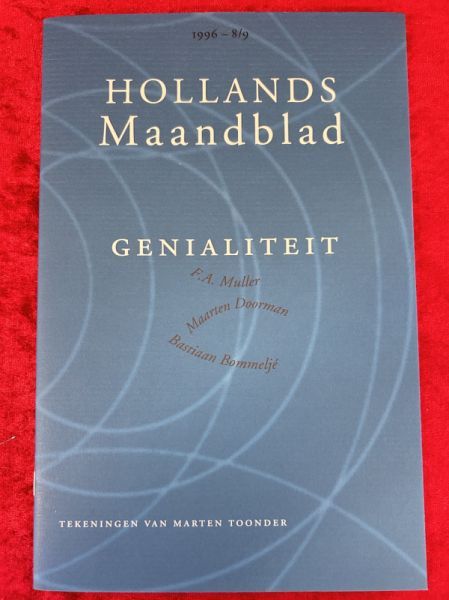 1996 – 8/9
HOLLANDS
Maandblad
GENIALITEIT
F.A. Muller
Maarten Doorman
Bastiaan Bommeljé
TEKENINGEN VAN MARTEN TOONDER